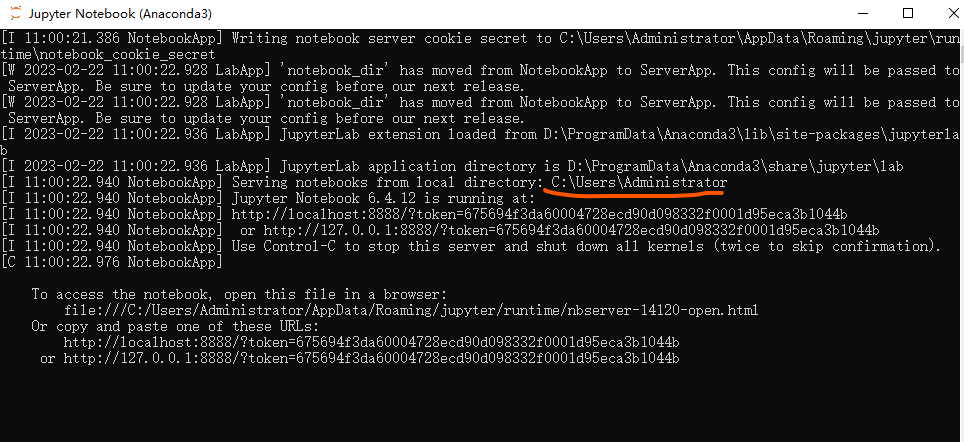 Jupyter Notebook (Anaconda3)
[I 11:00:21.386 NotebookApp] Writing notebook server cookie secret to C:\Users\Administrator\AppData\Roaming\jupyter\run
time\notebook_cookie_secret
[W 2023-02-22 11:00:22.928 LabApp] 'notebook_dir' has moved from NotebookApp to ServerApp. This config will be passed to
 ServerApp. Be sure to update your config before our next release.
[W 2023-02-22 11:00:22.928 LabApp] 'notebook_dir' has moved from NotebookApp to ServerApp. This config will be passed to
 ServerApp. Be sure to update your config before our next release.
[I 2023-02-22 11:00:22.936 LabApp] JupyterLab extension loaded from D:\ProgramData\Anaconda3\lib\site-packages\jupyterla
b
[I 2023-02-22 11:00:22.936 LabApp] JupyterLab application directory is D:\ProgramData\Anaconda3\share\jupyter\lab
[I 11:00:22.940 NotebookApp] Serving notebooks from local directory: C:\Users\Administrator
[I 11:00:22.940 NotebookApp] Jupyter Notebook 6.4.12 is running at:
[I 11:00:22.940 NotebookApp] http://localhost:8888/?token=675694f3da60004728ecd90d098332f0001d95eca3b1044b
[I 11:00:22.940 NotebookApp]  or http://127.0.0.1:8888/?token=675694f3da60004728ecd90d098332f0001d95eca3b1044b
[I 11:00:22.940 NotebookApp] Use Control-C to stop this server and shut down all kernels (twice to skip confirmation).
[C 11:00:22.976 NotebookApp]
    To access the notebook, open this file in a browser:
        file:///C:/Users/Administrator/AppData/Roaming/jupyter/runtime/nbserver-14120-open.html
    Or copy and paste one of these URLs:
        http://localhost:8888/?token=675694f3da60004728ecd90d098332f0001d95eca3b1044b
     or http://127.0.0.1:8888/?token=675694f3da60004728ecd90d098332f0001d95eca3b1044b